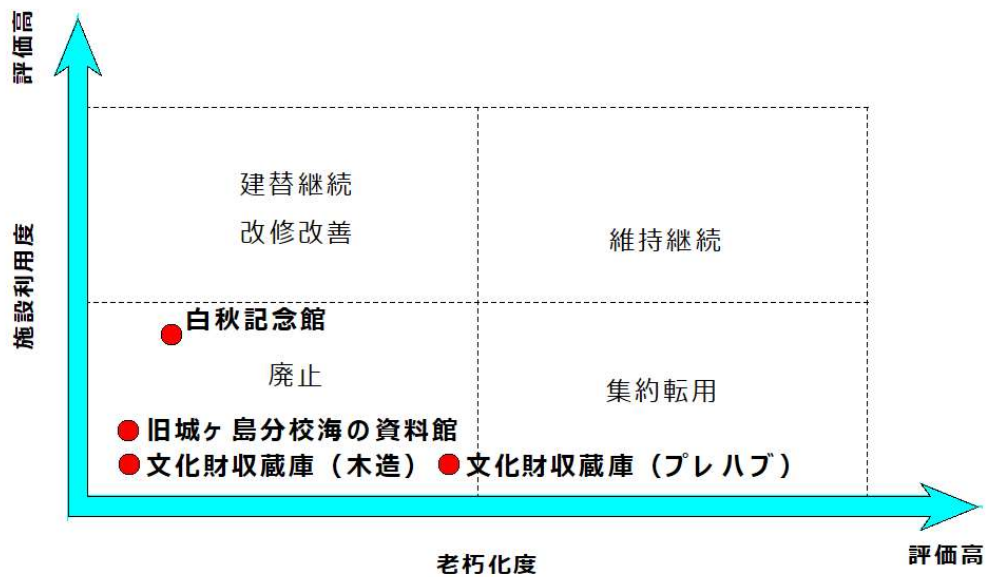 評価高
施設利用度
建替継続
改修改善
維持継続
白秋記念館
廃止
集約転用
旧城ヶ島分校海の資料館
文化財収蔵庫（木造）
文化財収蔵庫（プレハブ）
老朽化度
評価高